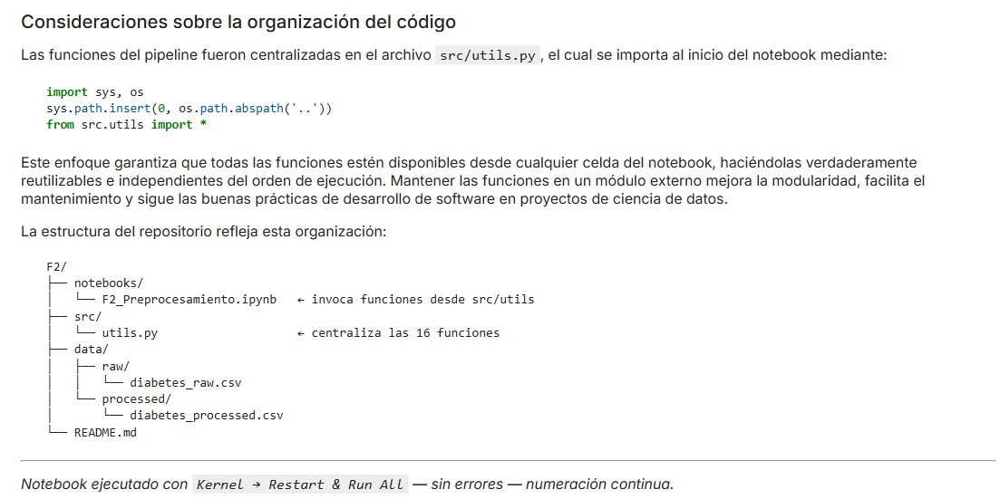 Consideraciones sobre la organización del código
Las funciones del pipeline fueron centralizadas en el archivo src/utils.py, el cual se importa al inicio del notebook mediante:
import sys, os
sys.path.insert(0, os.path.abspath('..'))
from src.utils import *
Este enfoque garantiza que todas las funciones estén disponibles desde cualquier celda del notebook, haciéndolas verdaderamente
reutilizables e independientes del orden de ejecución. Mantener las funciones en un módulo externo mejora la modularidad, facilita el
mantenimiento y sigue las buenas prácticas de desarrollo de software en proyectos de ciencia de datos.
La estructura del repositorio refleja esta organización:
F2/
├── notebooks/
│   └── F2_Preprocesamiento.ipynb   ← invoca funciones desde src/utils
├── src/
│   └── utils.py                    ← centraliza las 16 funciones
├── data/
│   ├── raw/
│   │   └── diabetes_raw.csv
│   └── processed/
│       └── diabetes_processed.csv
└── README.md
Notebook ejecutado con Kernel → Restart & Run All — sin errores — numeración continua.